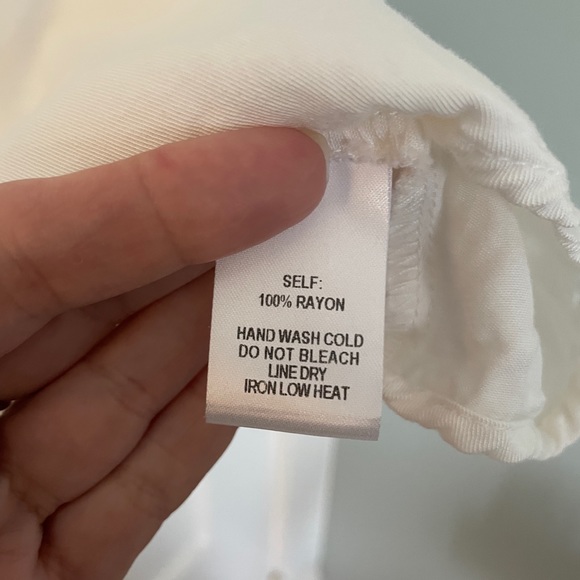 SELF:
100% RAYON
HAND WASH COLD
DO NOT BLEACH
LINE DRY
IRON LOW HEAT